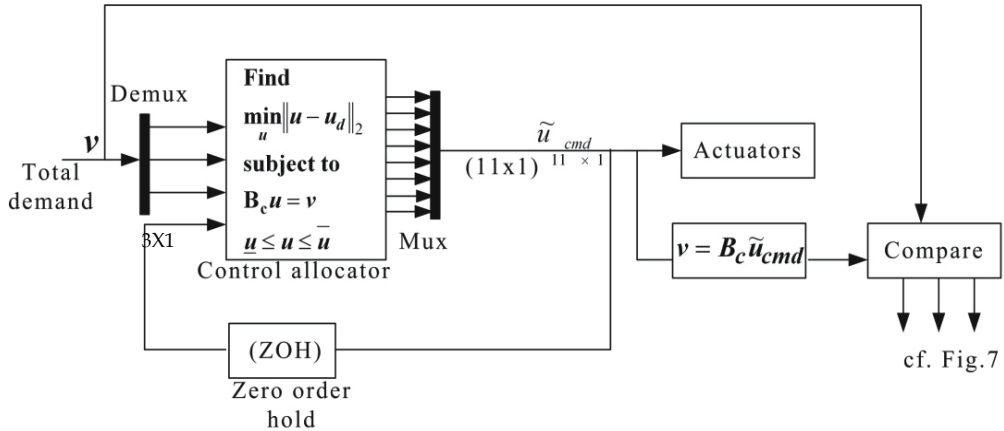 Demux
v
Total
demand
3X1
Find
min ‖u − u_d‖₂
u
subject to
B_c u = v
u̲ ≤ u ≤ u̅
Control allocator
Mux
ũ_cmd
(11x1) 11 × 1
Actuators
v = B_c ũ_cmd
Compare
cf. Fig.7
(ZOH)
Zero order
hold